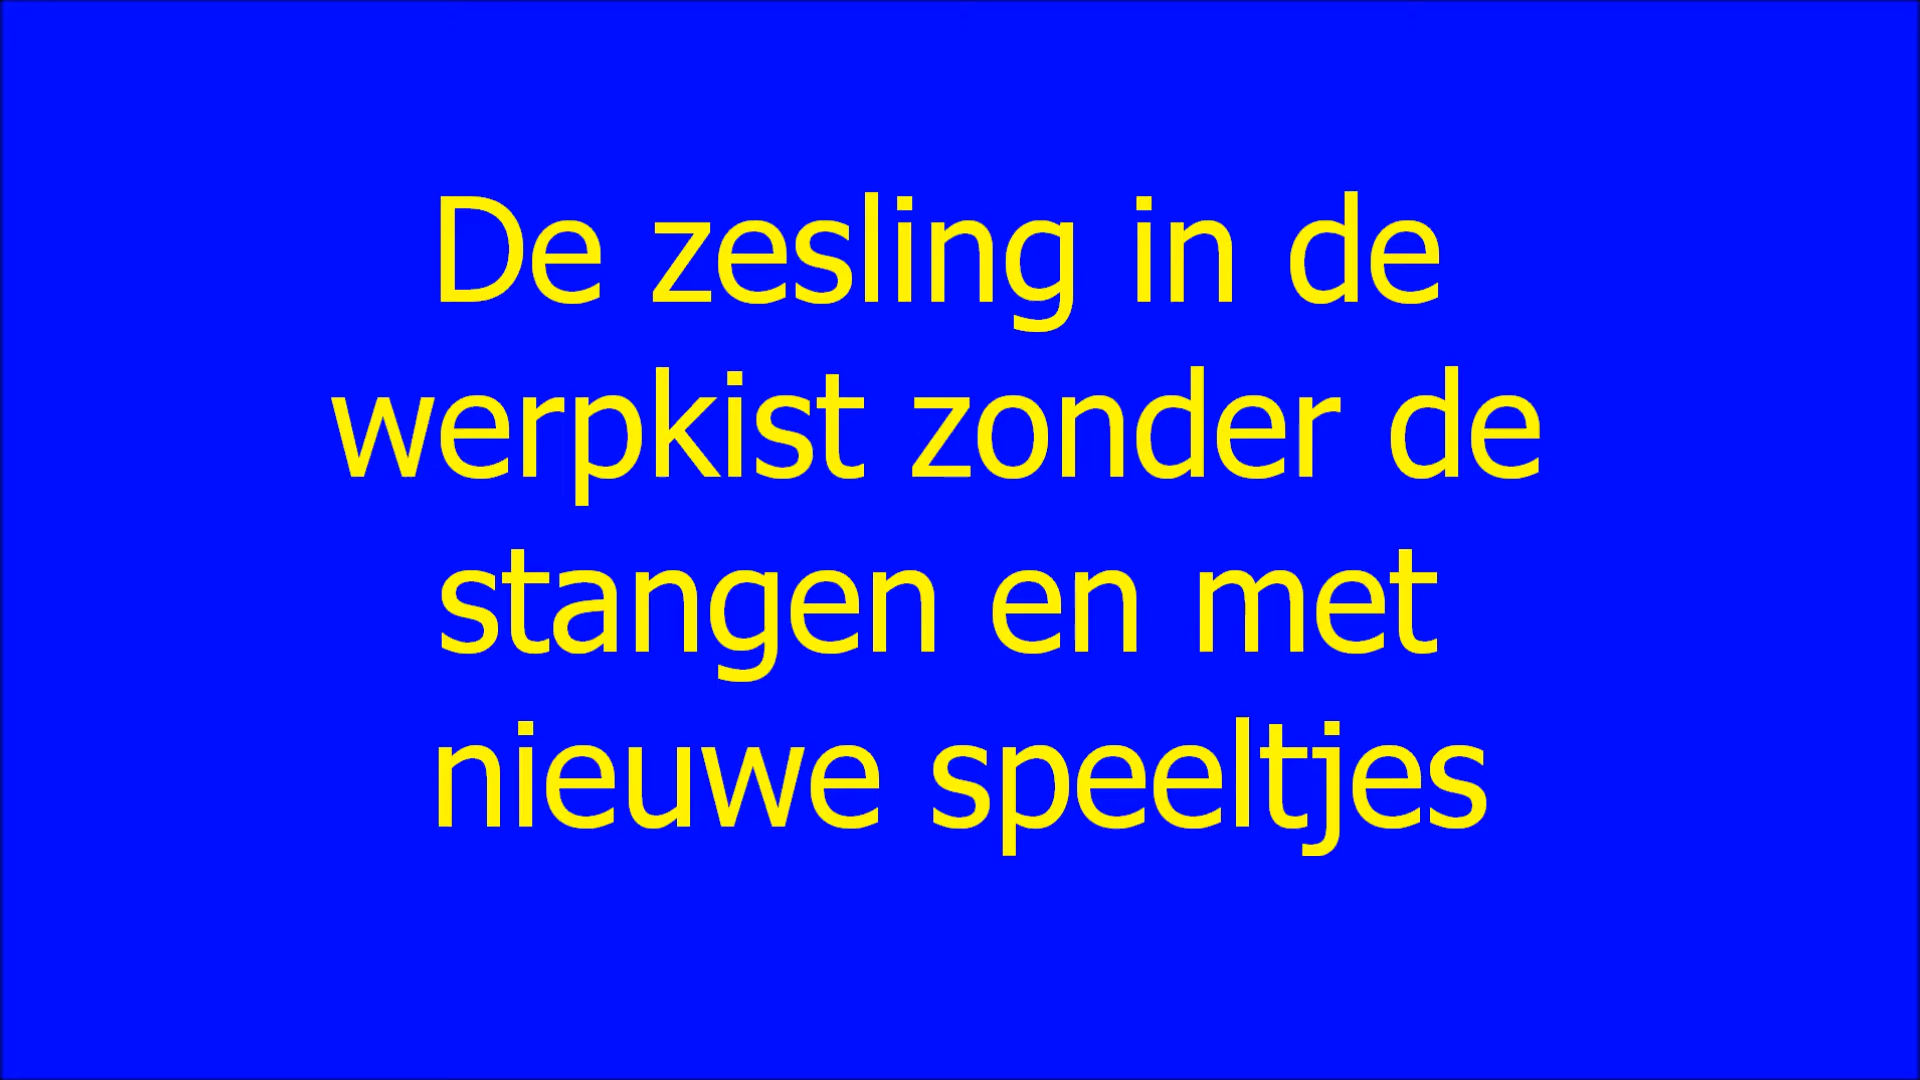 De zesling in de
werpkist zonder de
stangen en met
nieuwe speeltjes